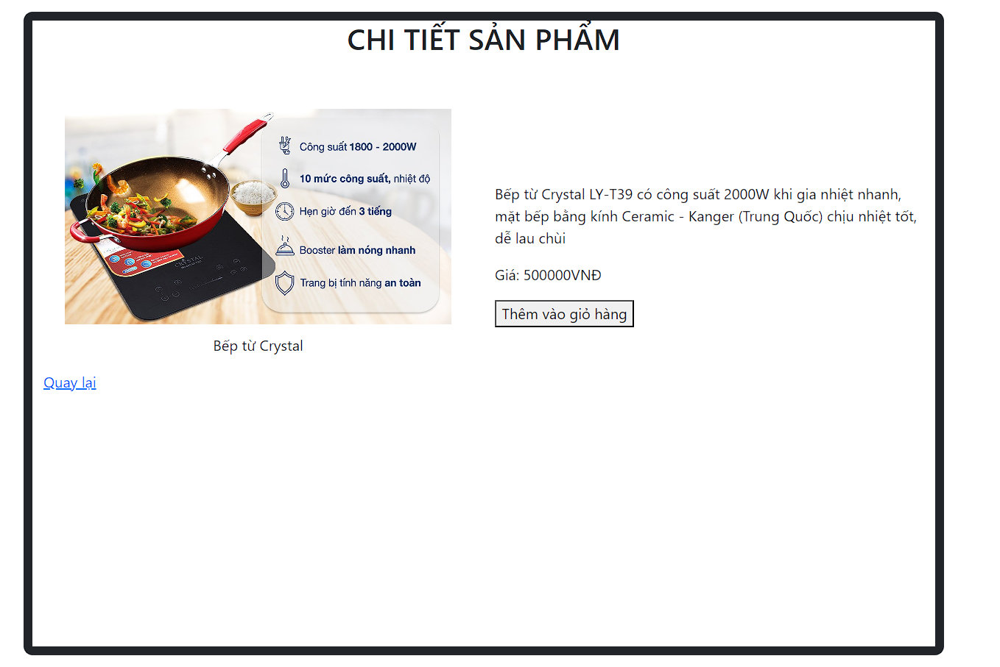 CHI TIẾT SẢN PHẨM
Công suất 1800 - 2000W
10 mức công suất, nhiệt độ
Hẹn giờ đến 3 tiếng
Booster làm nóng nhanh
Trang bị tính năng an toàn
CRYSTAL
Bếp từ Crystal
Bếp từ Crystal LY-T39 có công suất 2000W khi gia nhiệt nhanh,
mặt bếp bằng kính Ceramic - Kanger (Trung Quốc) chịu nhiệt tốt,
dễ lau chùi
Giá: 500000VNĐ
Thêm vào giỏ hàng
Quay lại